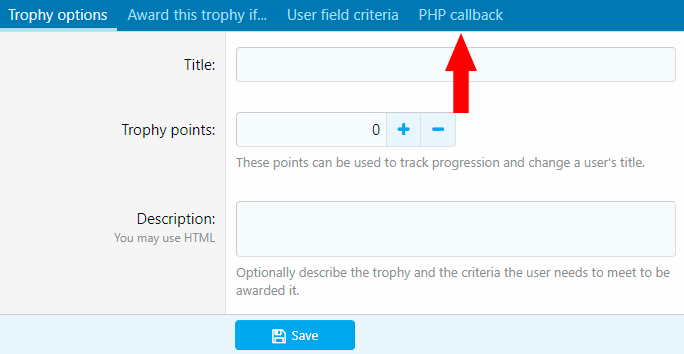 Trophy options Award this trophy if... User field criteria PHP callback
Title:
Trophy points: 0
These points can be used to track progression and change a user's title.
Description:
You may use HTML
Optionally describe the trophy and the criteria the user needs to meet to be
awarded it.
Save